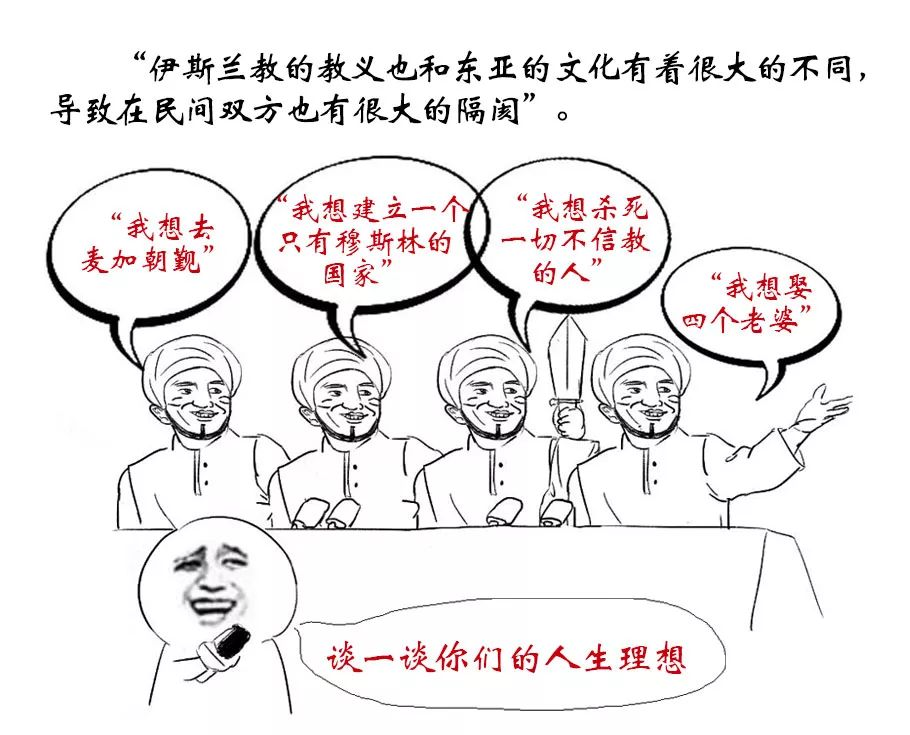 “伊斯兰教的教义也和东亚的文化有着很大的不同，
导致在民间双方也有很大的隔阂”。
“我想去
麦加朝觐”
“我想建立一个
只有穆斯林的
国家”
“我想杀死
一切不信教
的人”
“我想娶
四个老婆”
谈一谈你们的人生理想